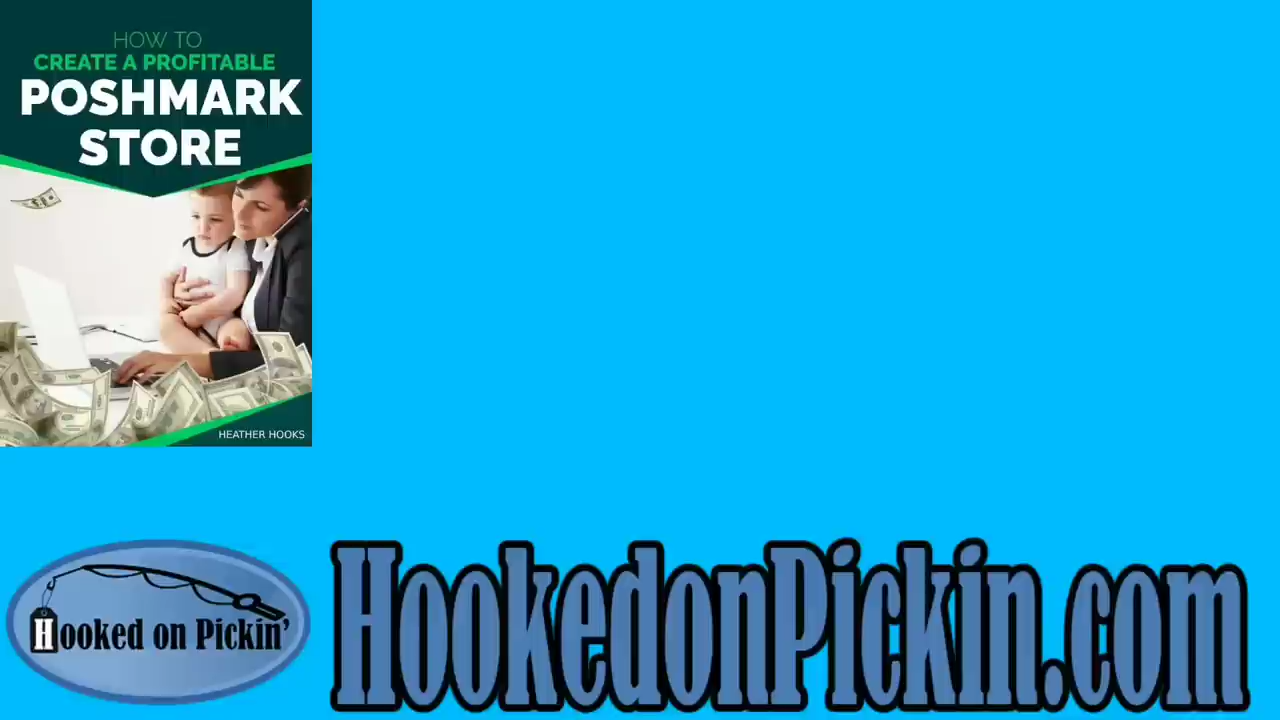 HOW TO
CREATE A PROFITABLE
POSHMARK
STORE
HEATHER HOOKS
Hooked on Pickin'
HookedonPickin.com